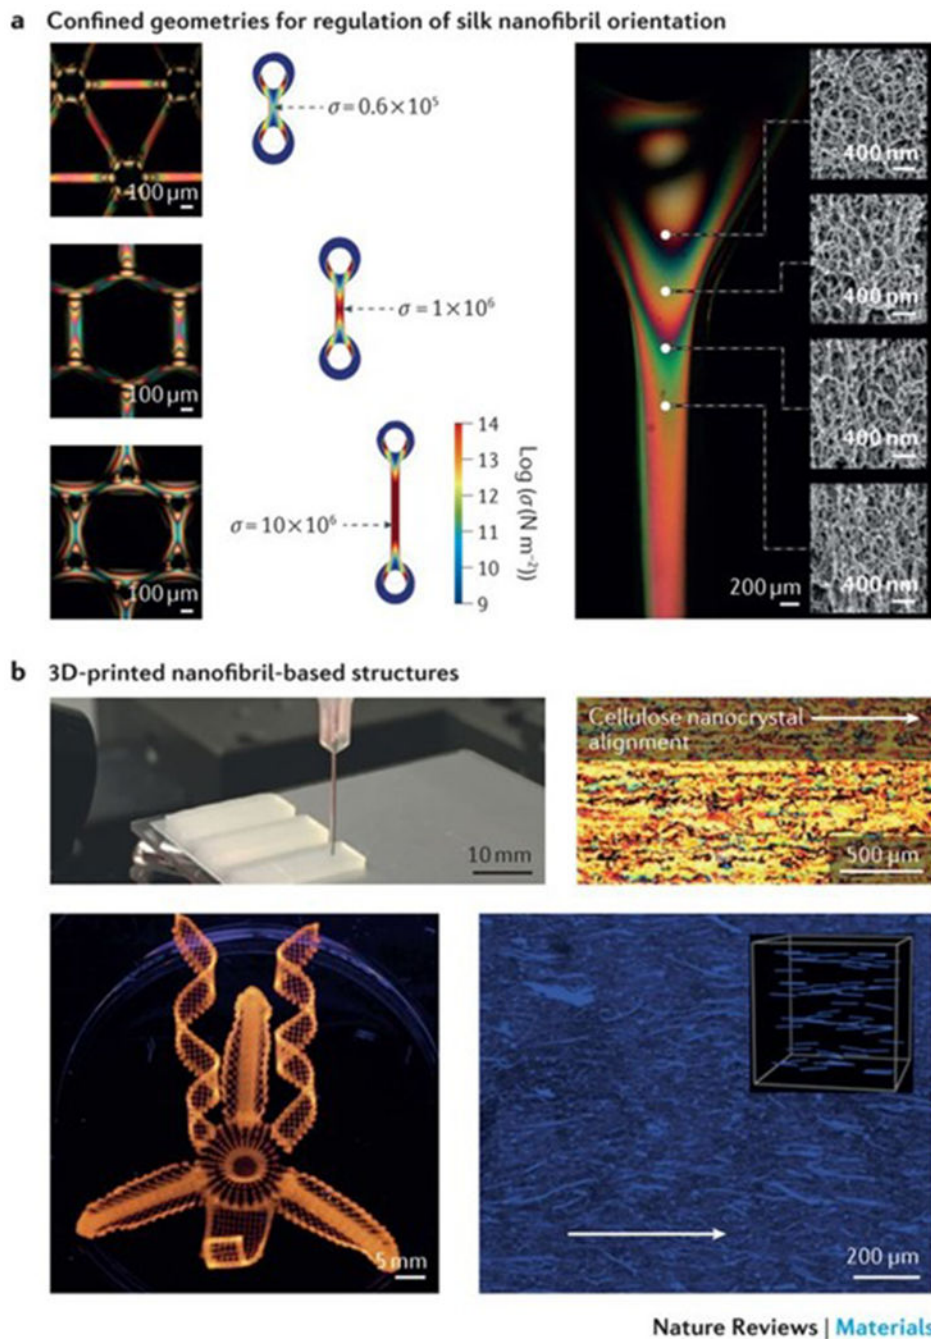 a Confined geometries for regulation of silk nanofibril orientation
100 μm
σ = 0.6 × 10⁵
400 nm
400 nm
100 μm
σ = 1 × 10⁶
400 nm
100 μm
σ = 10 × 10⁶
14
13
12
11
10
9
Log (σ (N m⁻²))
200 μm
400 nm
b 3D-printed nanofibril-based structures
10 mm
Cellulose nanocrystal
alignment
500 μm
5 mm
200 μm
Nature Reviews | Materials